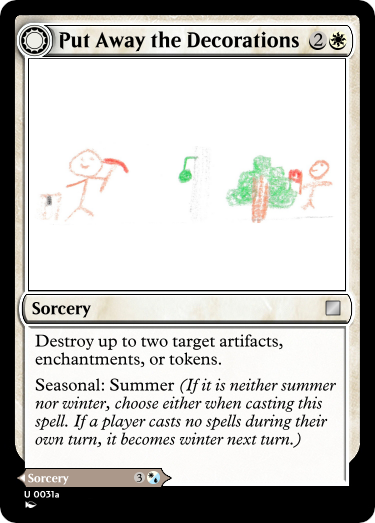 Put Away the Decorations 2
Sorcery
Destroy up to two target artifacts,
enchantments, or tokens.
Seasonal: Summer (If it is neither summer
nor winter, choose either when casting this
spell. If a player casts no spells during their
own turn, it becomes winter next turn.)
Sorcery 3
U 0031a